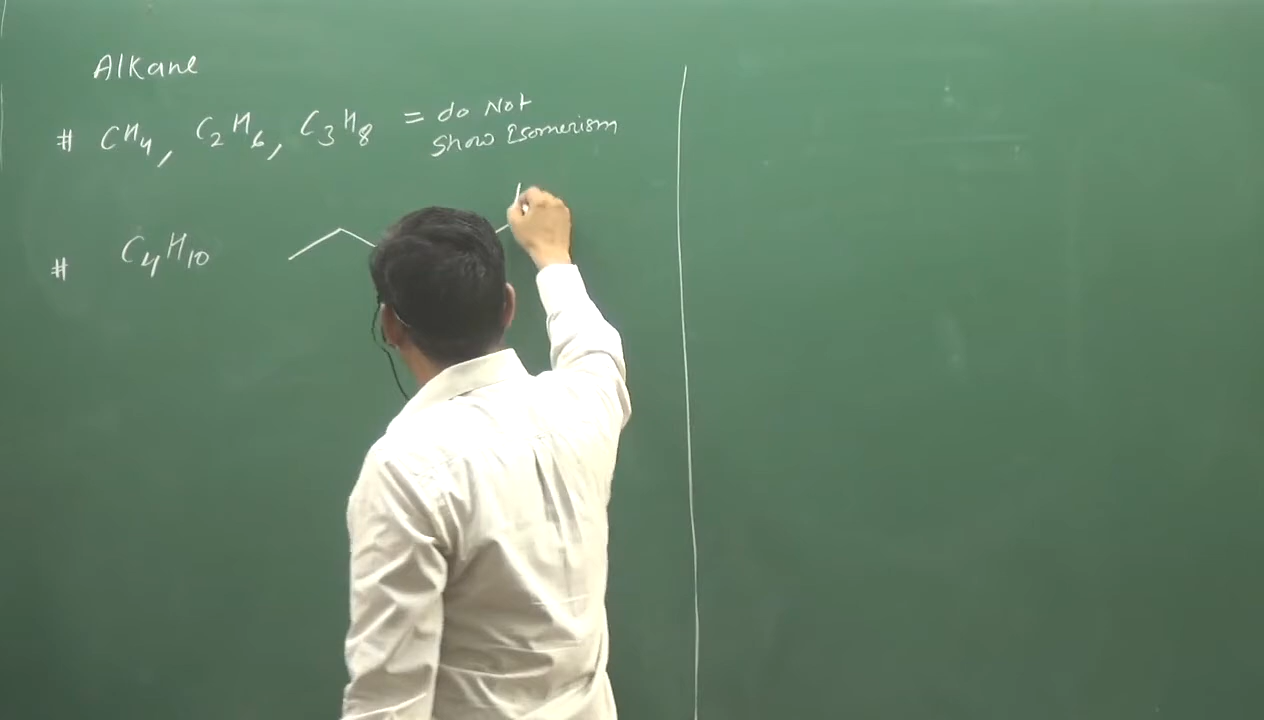 Alkane
# CH4, C2H6, C3H8 = do Not
Show Isomerism
# C4H10